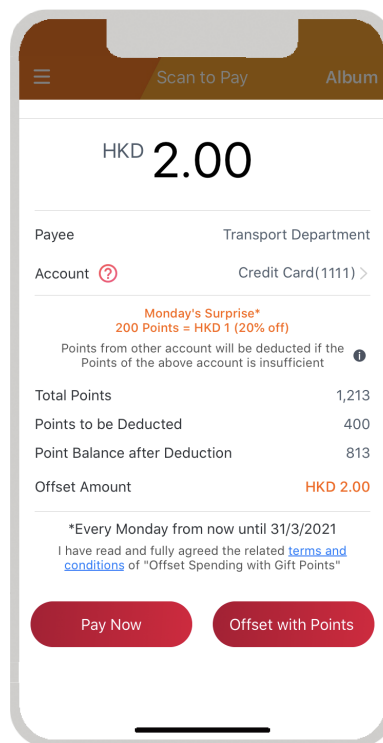 Scan to Pay Album
HKD 2.00
Payee Transport Department
Account ? Credit Card(1111) >
Monday's Surprise*
200 Points = HKD 1 (20% off)
Points from other account will be deducted if the
Points of the above account is insufficient i
Total Points 1,213
Points to be Deducted 400
Point Balance after Deduction 813
Offset Amount HKD 2.00
*Every Monday from now until 31/3/2021
I have read and fully agreed the related terms and
conditions of "Offset Spending with Gift Points"
Pay Now Offset with Points